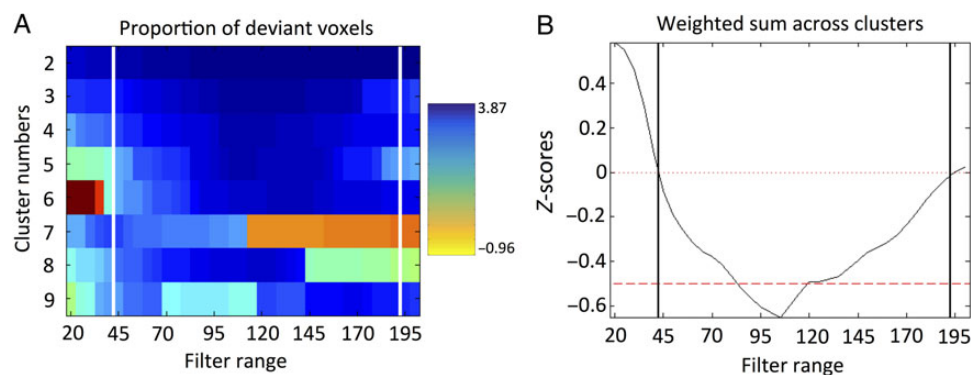 A
Proportion of deviant voxels
Cluster numbers
2
3
4
5
6
7
8
9
20 45 70 95 120 145 170 195
Filter range
3.87
−0.96
B
Weighted sum across clusters
Z-scores
0.4
0.2
0
−0.2
−0.4
−0.6
20 45 70 95 120 145 170 195
Filter range